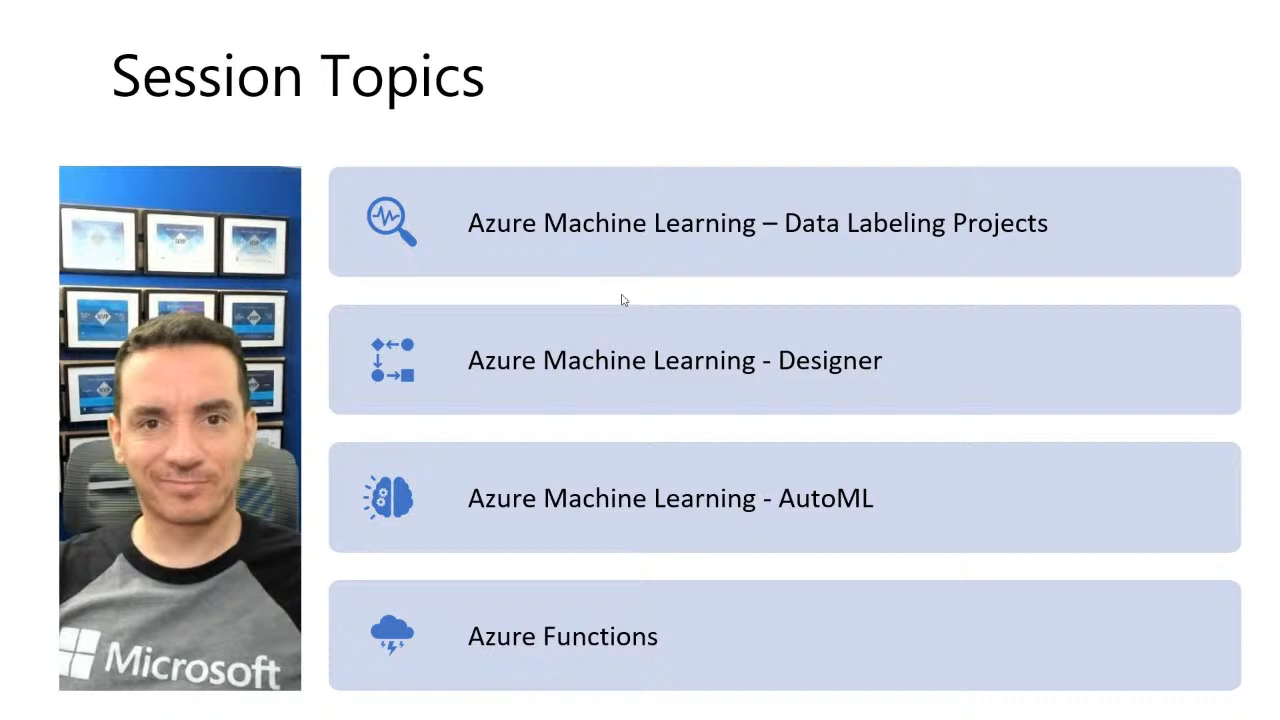 Session Topics
Azure Machine Learning – Data Labeling Projects
Azure Machine Learning - Designer
Azure Machine Learning - AutoML
Azure Functions
Microsoft